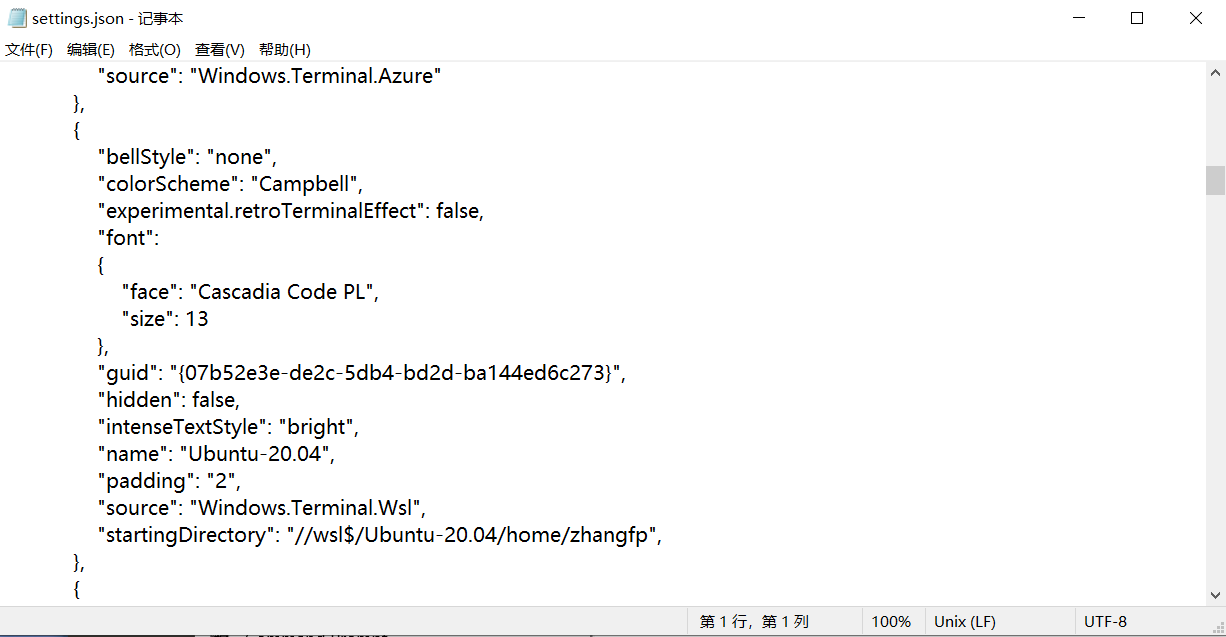 settings.json - 记事本
文件(F) 编辑(E) 格式(O) 查看(V) 帮助(H)
"source": "Windows.Terminal.Azure"
},
{
"bellStyle": "none",
"colorScheme": "Campbell",
"experimental.retroTerminalEffect": false,
"font":
{
"face": "Cascadia Code PL",
"size": 13
},
"guid": "{07b52e3e-de2c-5db4-bd2d-ba144ed6c273}",
"hidden": false,
"intenseTextStyle": "bright",
"name": "Ubuntu-20.04",
"padding": "2",
"source": "Windows.Terminal.Wsl",
"startingDirectory": "//wsl$/Ubuntu-20.04/home/zhangfp",
},
{
第 1 行，第 1 列 100% Unix (LF) UTF-8